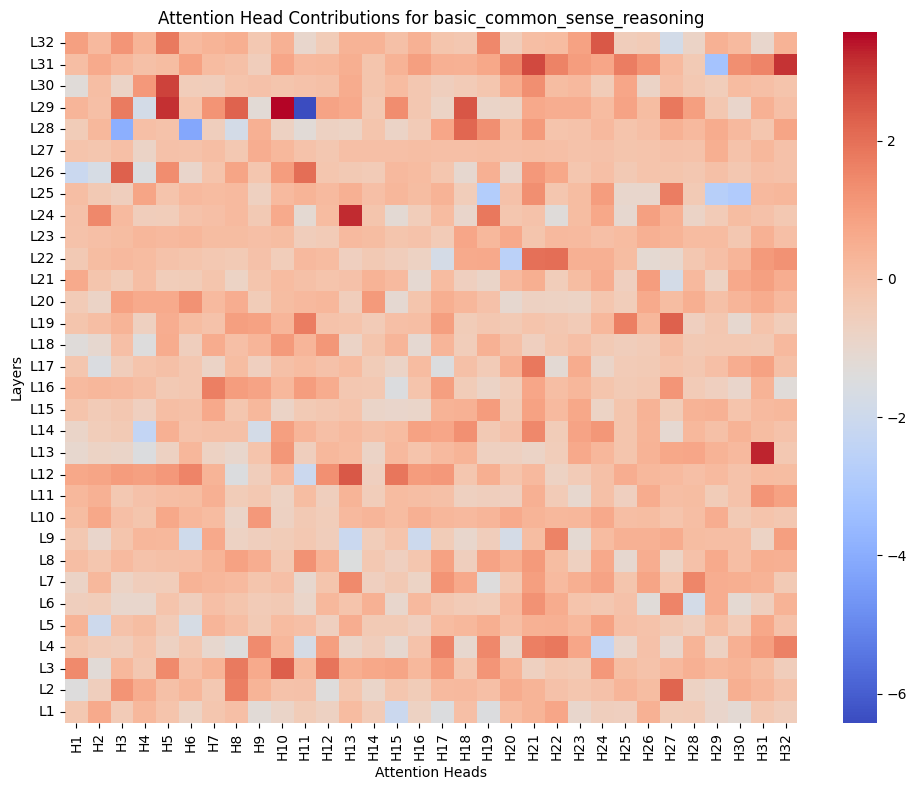 Attention Head Contributions for basic_common_sense_reasoning
Layers
L32
L31
L30
L29
L28
L27
L26
L25
L24
L23
L22
L21
L20
L19
L18
L17
L16
L15
L14
L13
L12
L11
L10
L9
L8
L7
L6
L5
L4
L3
L2
L1
H1 H2 H3 H4 H5 H6 H7 H8 H9 H10 H11 H12 H13 H14 H15 H16 H17 H18 H19 H20 H21 H22 H23 H24 H25 H26 H27 H28 H29 H30 H31 H32
Attention Heads
2
0
−2
−4
−6